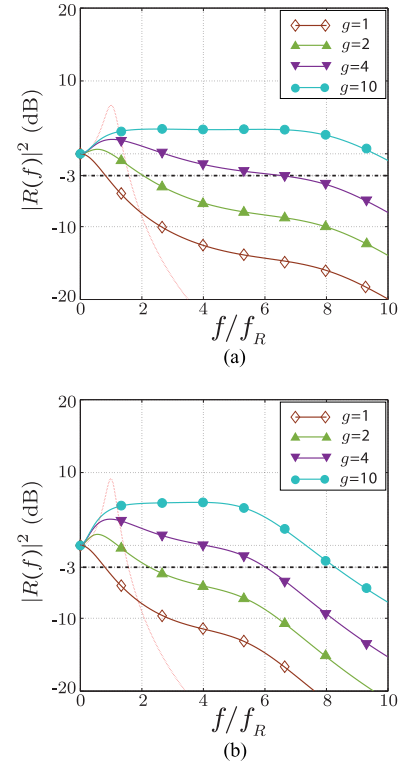 20
10
-3
-10
-20
|R(f)|² (dB)
g=1
g=2
g=4
g=10
0 2 4 6 8 10
f/f_R
(a)
20
10
-3
-10
-20
|R(f)|² (dB)
g=1
g=2
g=4
g=10
0 2 4 6 8 10
f/f_R
(b)